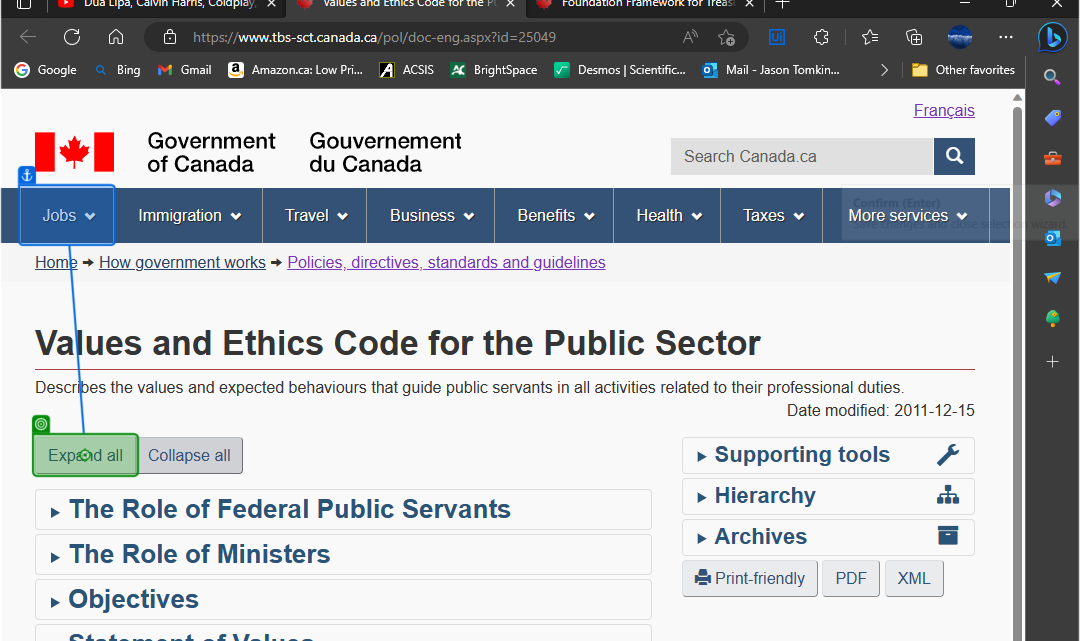 Dua Lipa, Calvin Harris, Coldplay,
Values and Ethics Code for the Pu
Foundation Framework for Treas
https://www.tbs-sct.canada.ca/pol/doc-eng.aspx?id=25049
Google Bing Gmail Amazon.ca: Low Pri... ACSIS BrightSpace Desmos | Scientific... Mail - Jason Tomkin... Other favorites
Français
Government Gouvernement
of Canada du Canada
Search Canada.ca
Jobs Immigration Travel Business Benefits Health Taxes More services
Confirm (Enter)
Save changes and close selection wizard
Home → How government works → Policies, directives, standards and guidelines
Values and Ethics Code for the Public Sector
Describes the values and expected behaviours that guide public servants in all activities related to their professional duties.
Date modified: 2011-12-15
Expand all Collapse all
Supporting tools
Hierarchy
Archives
Print-friendly PDF XML
The Role of Federal Public Servants
The Role of Ministers
Objectives
Statement of Values